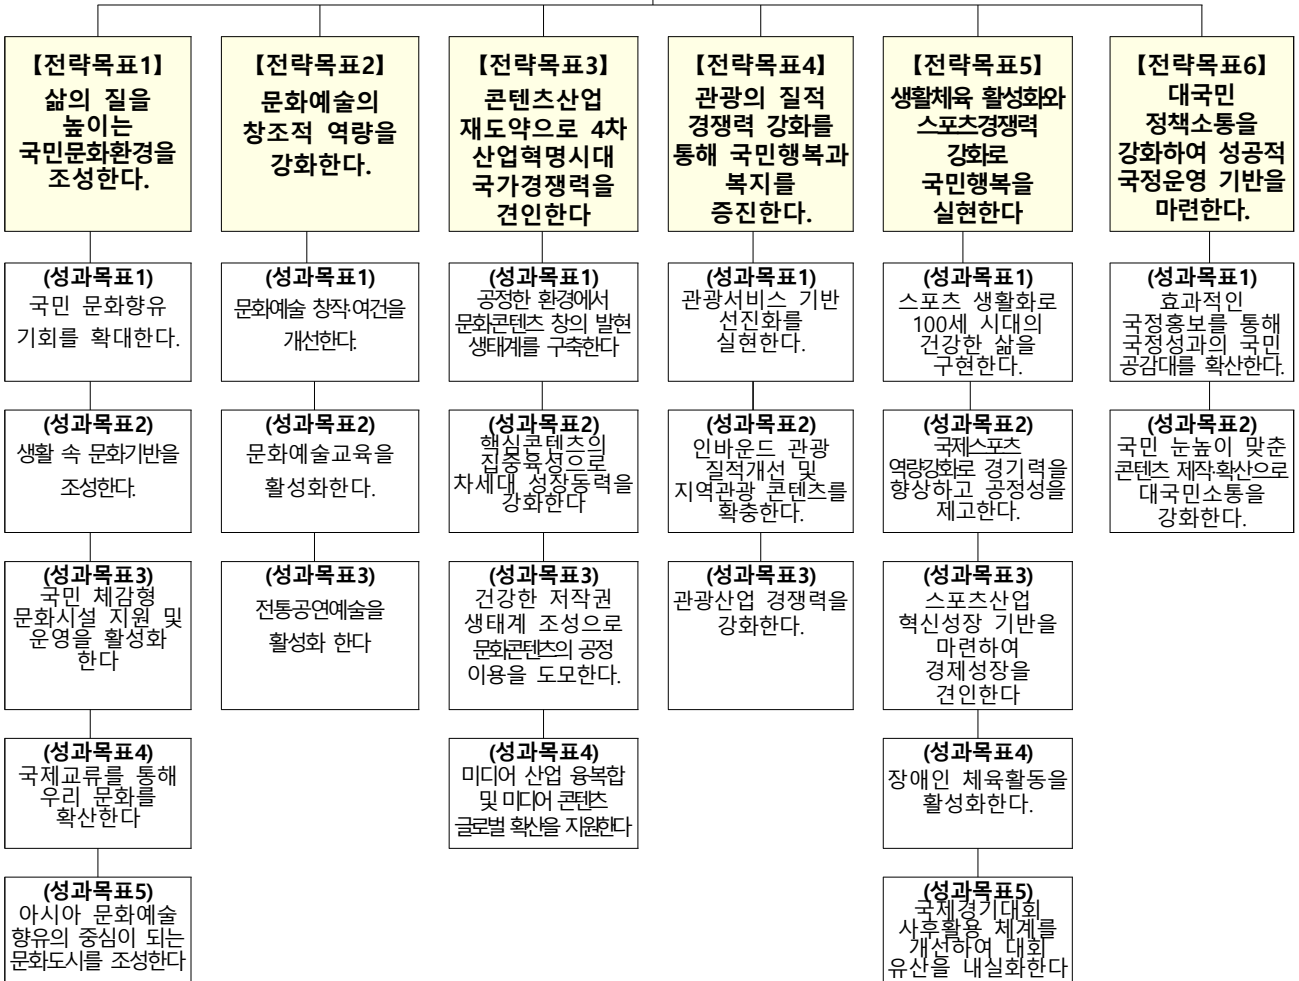 【전략목표1】
삶의 질을
높이는
국민문화환경을
조성한다.
【전략목표2】
문화예술의
창조적 역량을
강화한다.
【전략목표3】
콘텐츠산업
재도약으로 4차
산업혁명시대
국가경쟁력을
견인한다
【전략목표4】
관광의 질적
경쟁력 강화를
통해 국민행복과
복지를
증진한다.
【전략목표5】
생활체육 활성화와
스포츠경쟁력
강화로
국민행복을
실현한다
【전략목표6】
대국민
정책소통을
강화하여 성공적
국정운영 기반을
마련한다.
(성과목표1)
국민 문화향유
기회를 확대한다.
(성과목표1)
문화예술 창작·여건을
개선한다.
(성과목표1)
공정한 환경에서
문화콘텐츠 창의 발현
생태계를 구축한다
(성과목표1)
관광서비스 기반
선진화를
실현한다.
(성과목표1)
스포츠 생활화로
100세 시대의
건강한 삶을
구현한다.
(성과목표1)
효과적인
국정홍보를 통해
국정성과의 국민
공감대를 확산한다.
(성과목표2)
생활 속 문화기반을
조성한다.
(성과목표2)
문화예술교육을
활성화한다.
(성과목표2)
핵심콘텐츠의
집중육성으로
차세대 성장동력을
강화한다
(성과목표2)
인바운드 관광
질적개선 및
지역관광 콘텐츠를
확충한다.
(성과목표2)
국제스포츠
역량강화로 경기력을
향상하고 공정성을
제고한다.
(성과목표2)
국민 눈높이 맞춘
콘텐츠 제작·확산으로
대국민소통을
강화한다.
(성과목표3)
국민 체감형
문화시설 지원 및
운영을 활성화
한다
(성과목표3)
전통공연예술을
활성화 한다
(성과목표3)
건강한 저작권
생태계 조성으로
문화콘텐츠의 공정
이용을 도모한다.
(성과목표3)
관광산업 경쟁력을
강화한다.
(성과목표3)
스포츠산업
혁신성장 기반을
마련하여
경제성장을
견인한다
(성과목표4)
국제교류를 통해
우리 문화를
확산한다
(성과목표4)
미디어 산업 융복합
및 미디어 콘텐츠
글로벌 확산을 지원한다
(성과목표4)
장애인 체육활동을
활성화한다.
(성과목표5)
아시아 문화예술
향유의 중심이 되는
문화도시를 조성한다
(성과목표5)
국제경기대회
사후활용 체계를
개선하여 대회
유산을 내실화한다